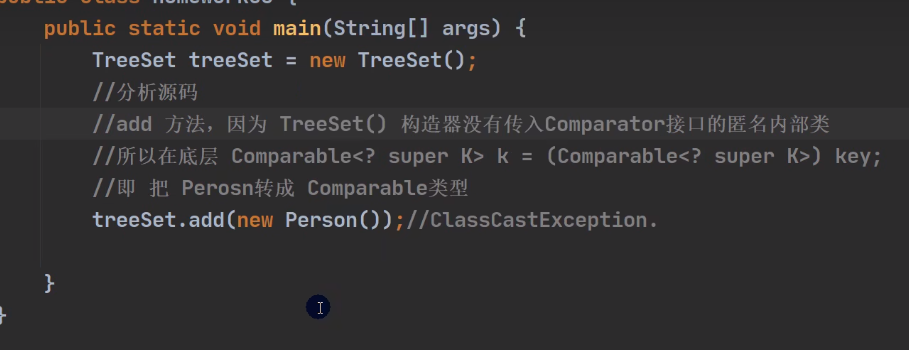 public static void main(String[] args) {
TreeSet treeSet = new TreeSet();
//分析源码
//add 方法，因为 TreeSet() 构造器没有传入Comparator接口的匿名内部类
//所以在底层 Comparable<? super K> k = (Comparable<? super K>) key;
//即 把 Perosn转成 Comparable类型
treeSet.add(new Person());//ClassCastException.
}
}